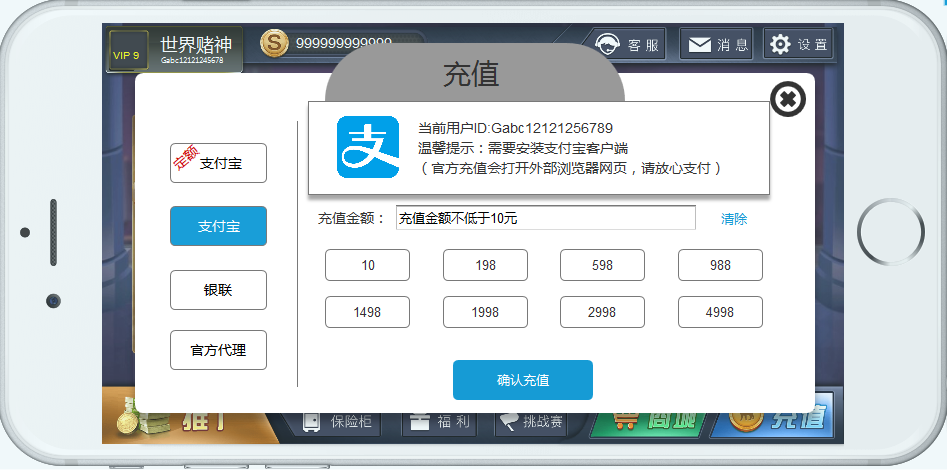 VIP 9
世界赌神
Gabc12121245678
999999999999
客服
消息
设置
充值
支
当前用户ID:Gabc12121256789
温馨提示：需要安装支付宝客户端
（官方充值会打开外部浏览器网页，请放心支付）
定额
支付宝
支付宝
银联
官方代理
充值金额：
充值金额不低于10元
清除
10
198
598
988
1498
1998
2998
4998
确认充值
推广
保险柜
福利
挑战赛
商城
充值